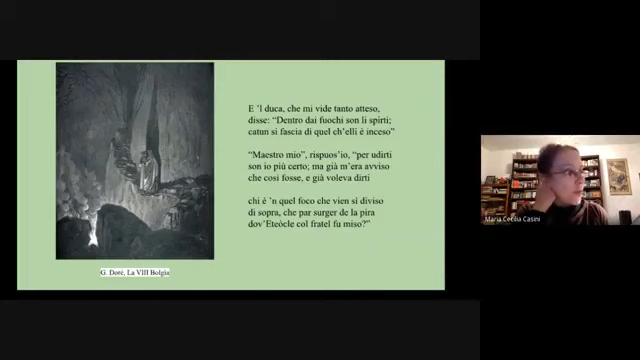 E 'l duca, che mi vide tanto atteso,
disse: “Dentro dai fuochi son li spirti;
catun si fascia di quel ch'elli è inceso”
“Maestro mio”, rispuos'io, “per udirti
son io più certo; ma già m'era avviso
che così fosse, e già voleva dirti
chi è 'n quel foco che vien sì diviso
di sopra, che par surger de la pira
dov'Eteòcle col fratel fu miso?”
G. Doré, La VIII Bolgia
Maria Cecilia Casini